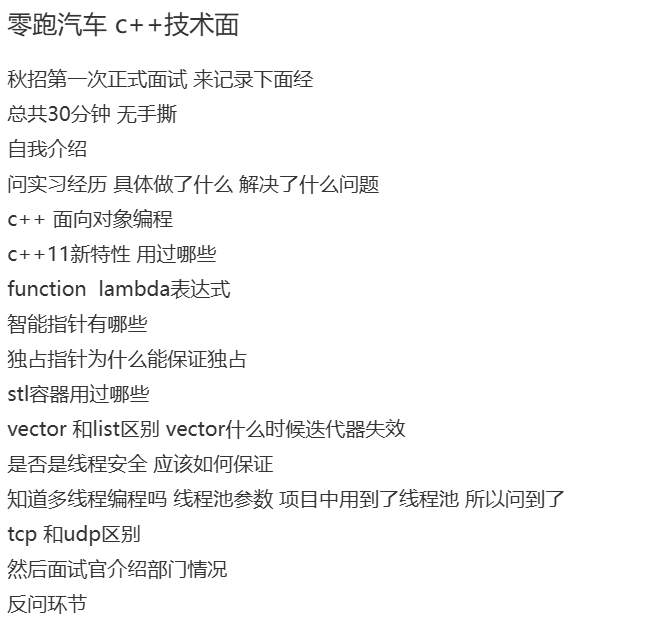 零跑汽车 c++技术面
秋招第一次正式面试 来记录下面经
总共30分钟 无手撕
自我介绍
问实习经历 具体做了什么 解决了什么问题
c++ 面向对象编程
c++11新特性 用过哪些
function  lambda表达式
智能指针有哪些
独占指针为什么能保证独占
stl容器用过哪些
vector 和list区别 vector什么时候迭代器失效
是否是线程安全 应该如何保证
知道多线程编程吗 线程池参数 项目中用到了线程池 所以问到了
tcp 和udp区别
然后面试官介绍部门情况
反问环节